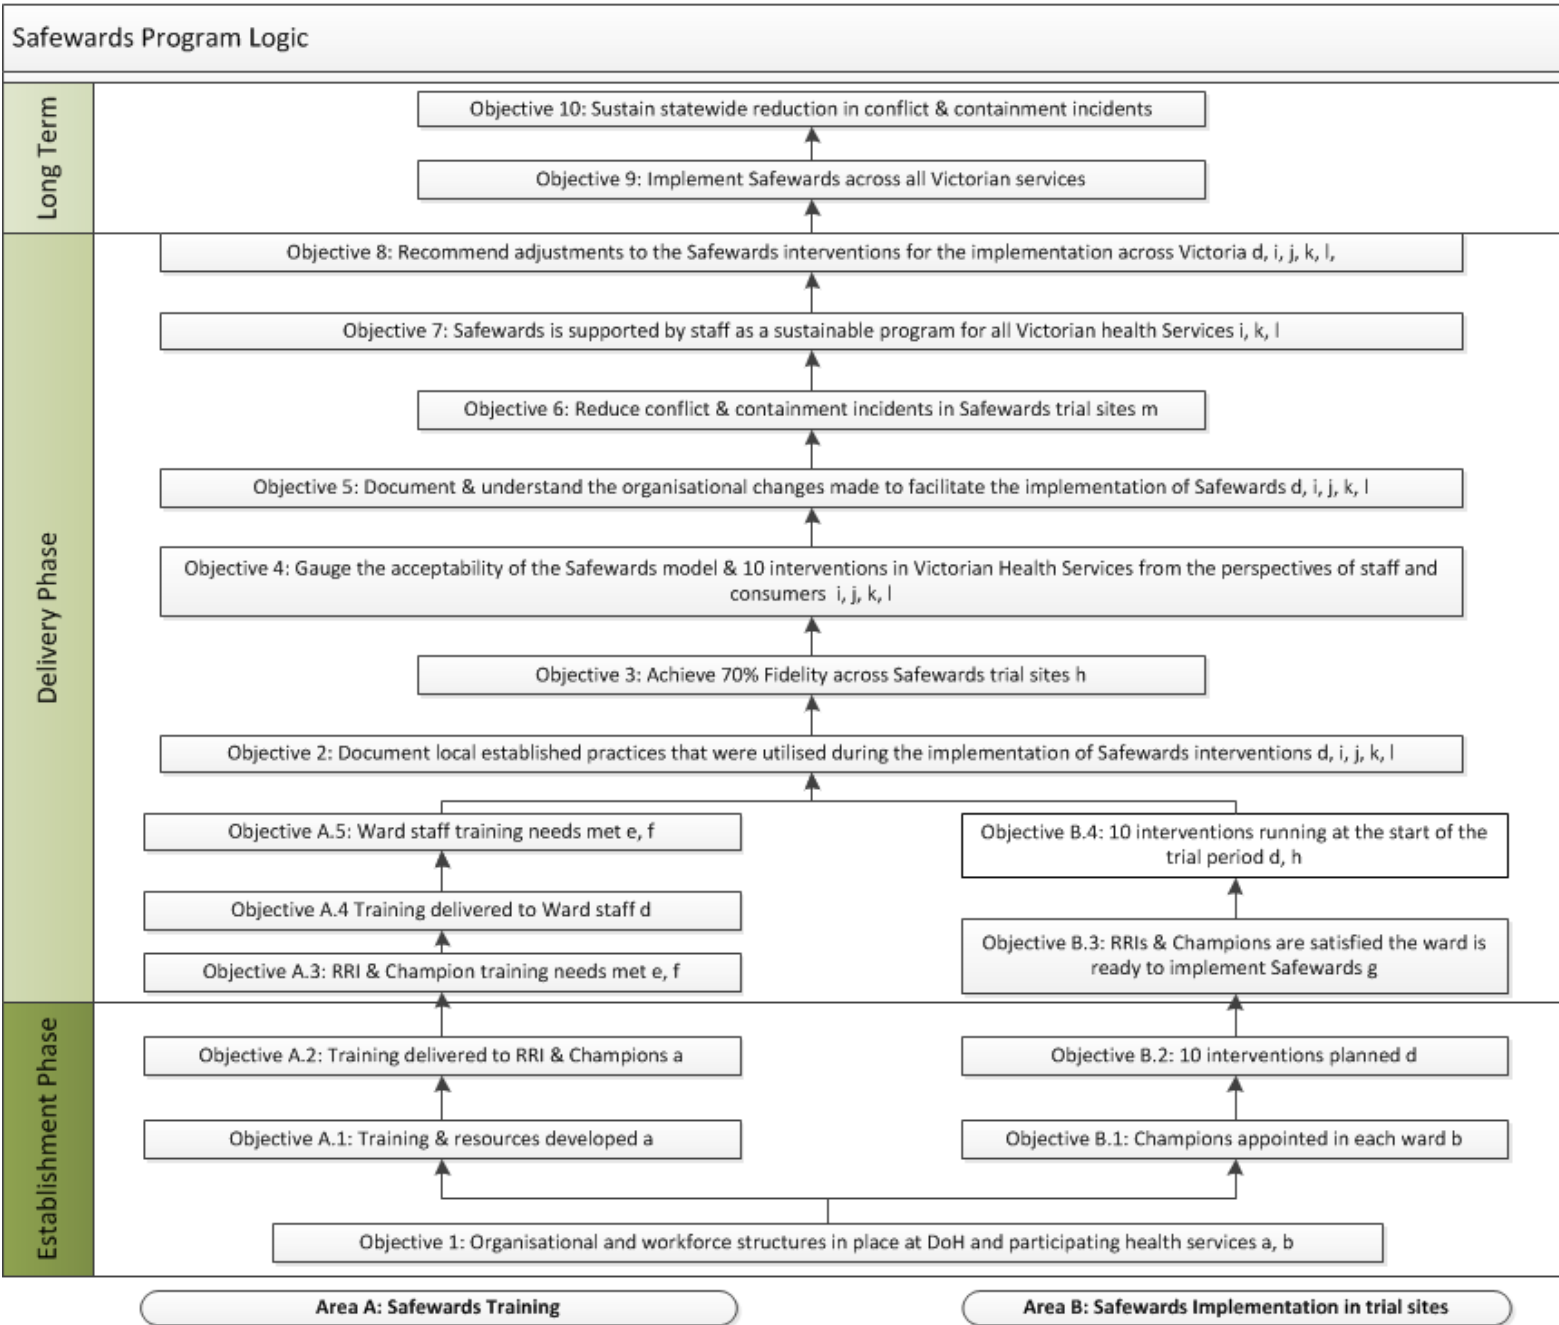 Safewards Program Logic
Long Term
Objective 10: Sustain statewide reduction in conflict & containment incidents
Objective 9: Implement Safewards across all Victorian services
Delivery Phase
Objective 8: Recommend adjustments to the Safewards interventions for the implementation across Victoria d, i, j, k, l,
Objective 7: Safewards is supported by staff as a sustainable program for all Victorian health Services i, k, l
Objective 6: Reduce conflict & containment incidents in Safewards trial sites m
Objective 5: Document & understand the organisational changes made to facilitate the implementation of Safewards d, i, j, k, l
Objective 4: Gauge the acceptability of the Safewards model & 10 interventions in Victorian Health Services from the perspectives of staff and
consumers i, j, k, l
Objective 3: Achieve 70% Fidelity across Safewards trial sites h
Objective 2: Document local established practices that were utilised during the implementation of Safewards interventions d, i, j, k, l
Objective A.5: Ward staff training needs met e, f
Objective A.4 Training delivered to Ward staff d
Objective A.3: RRI & Champion training needs met e, f
Objective B.4: 10 interventions running at the start of the
trial period d, h
Objective B.3: RRIs & Champions are satisfied the ward is
ready to implement Safewards g
Establishment Phase
Objective A.2: Training delivered to RRI & Champions a
Objective A.1: Training & resources developed a
Objective B.2: 10 interventions planned d
Objective B.1: Champions appointed in each ward b
Objective 1: Organisational and workforce structures in place at DoH and participating health services a, b
Area A: Safewards Training
Area B: Safewards Implementation in trial sites